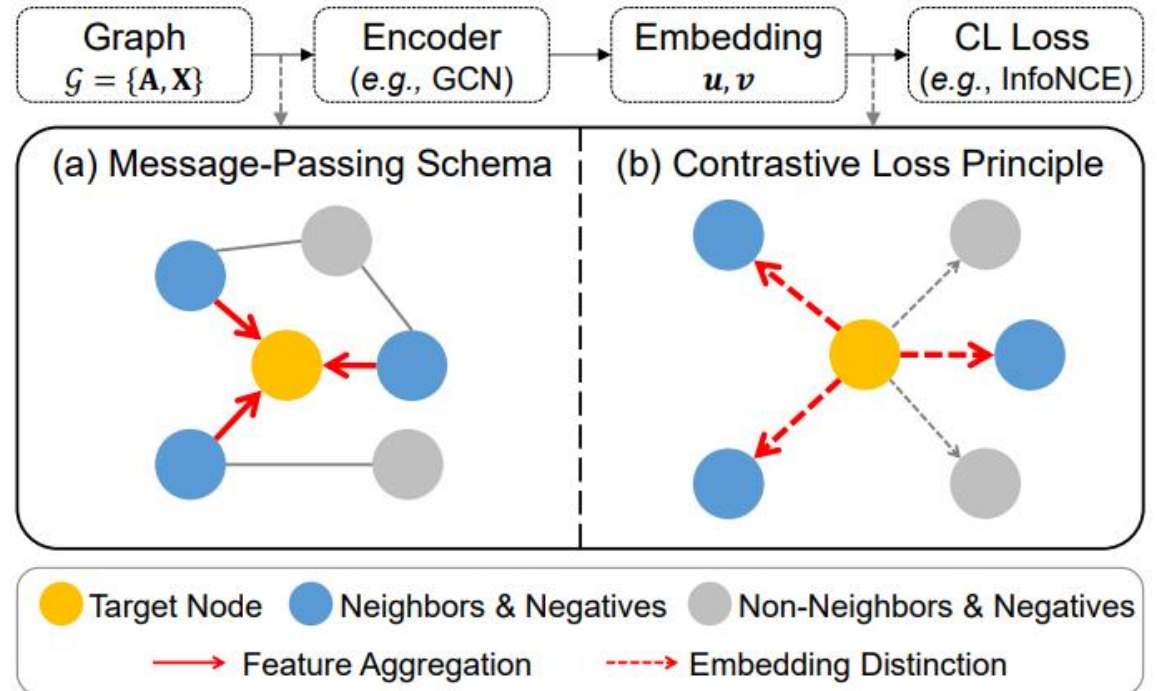 Graph
𝒢 = {A, X}
Encoder
(e.g., GCN)
Embedding
u, v
CL Loss
(e.g., InfoNCE)
(a) Message-Passing Schema
(b) Contrastive Loss Principle
Target Node
Neighbors & Negatives
Non-Neighbors & Negatives
Feature Aggregation
Embedding Distinction